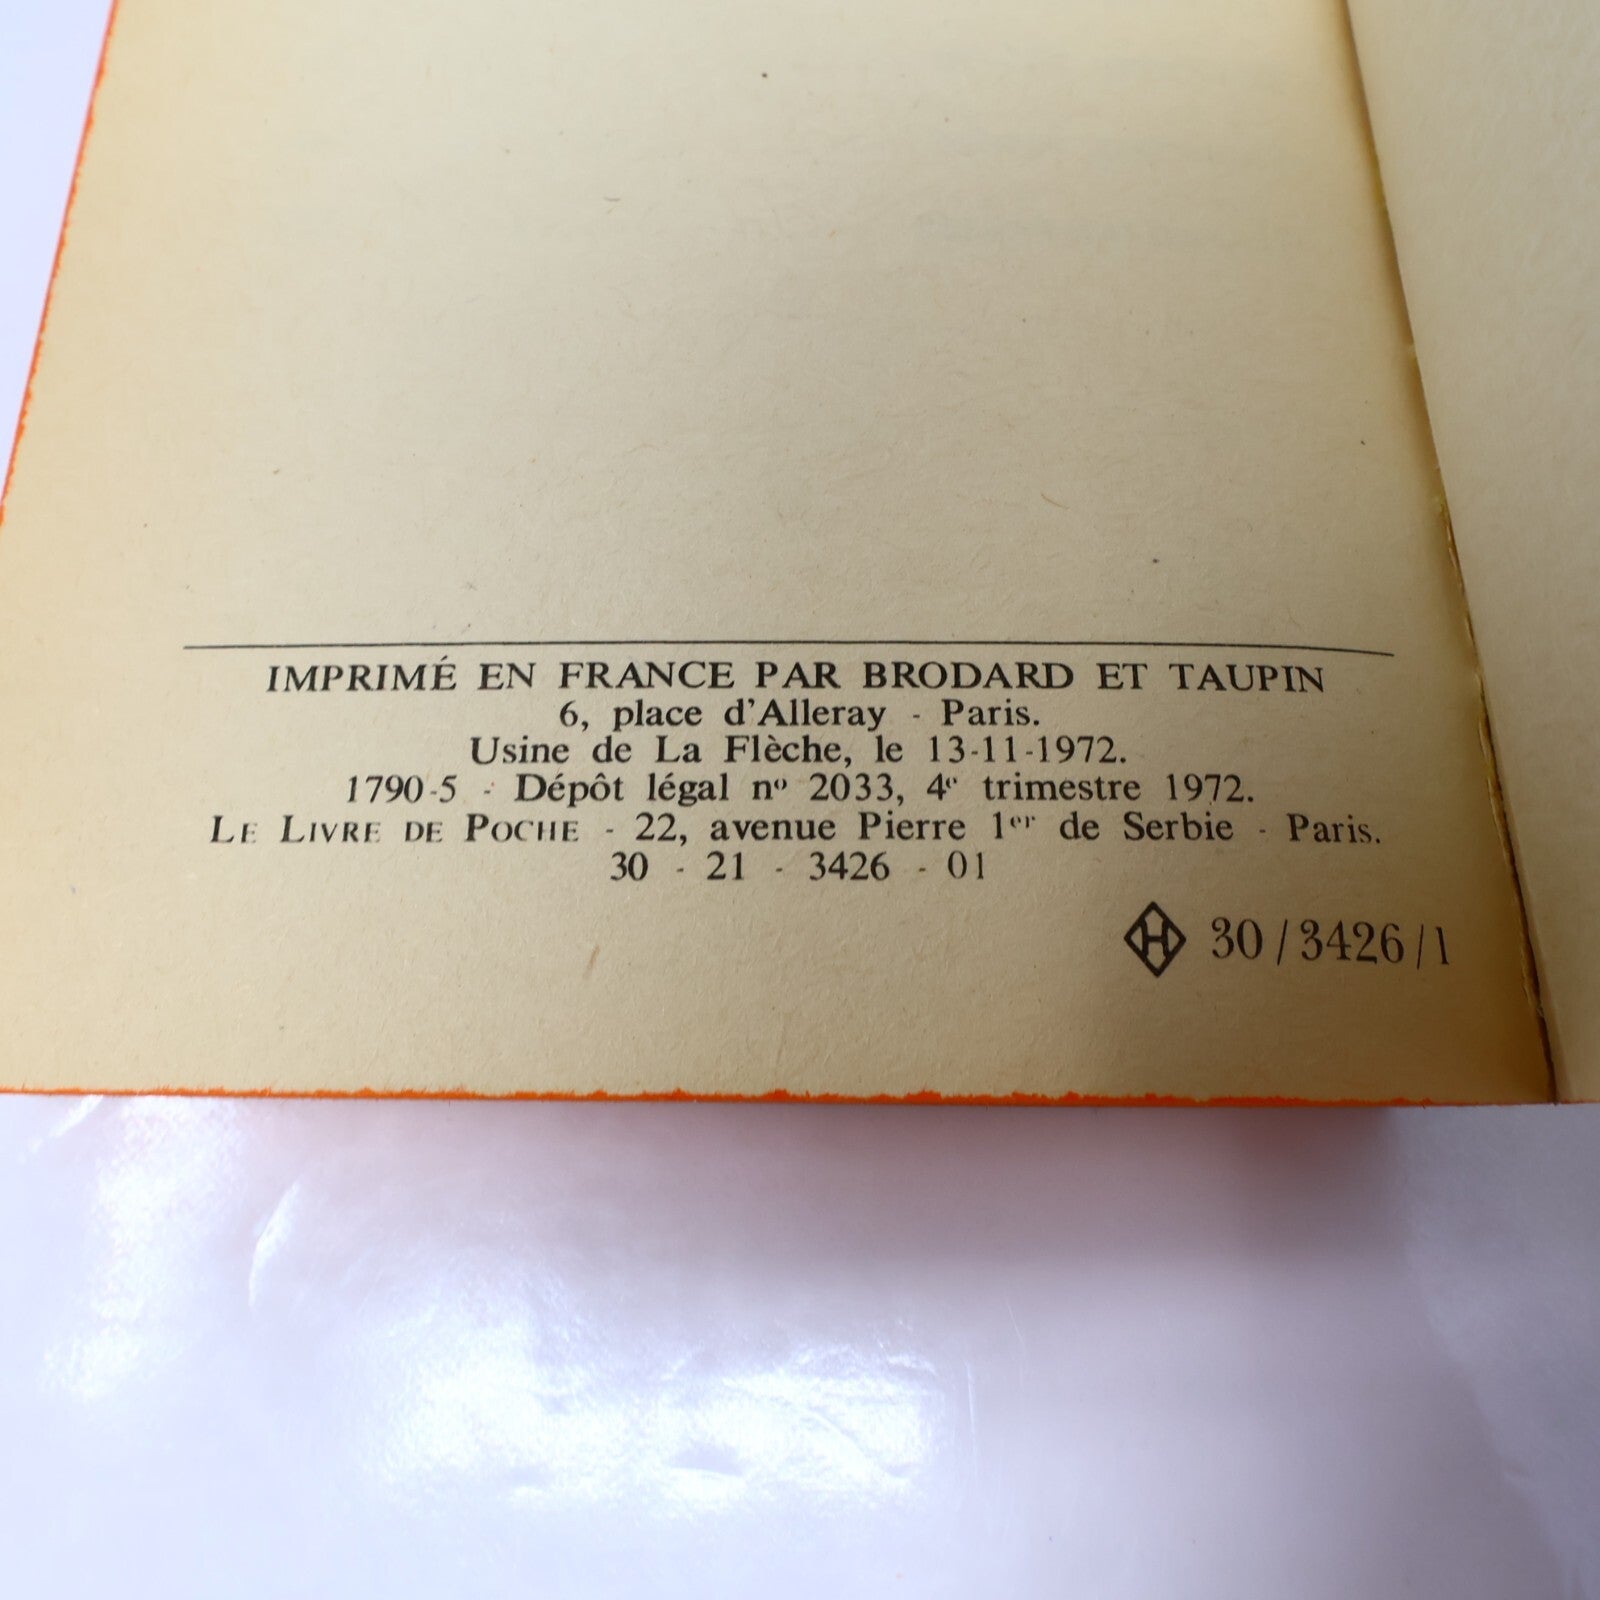 IMPRIMÉ EN FRANCE PAR BRODARD ET TAUPIN
6, place d'Alleray - Paris.
Usine de La Flèche, le 13-11-1972.
1790-5 - Dépôt légal nº 2033, 4ᵉ trimestre 1972.
LE LIVRE DE POCHE - 22, avenue Pierre 1ᵉʳ de Serbie - Paris.
30 - 21 - 3426 - 01
H 30/3426/1